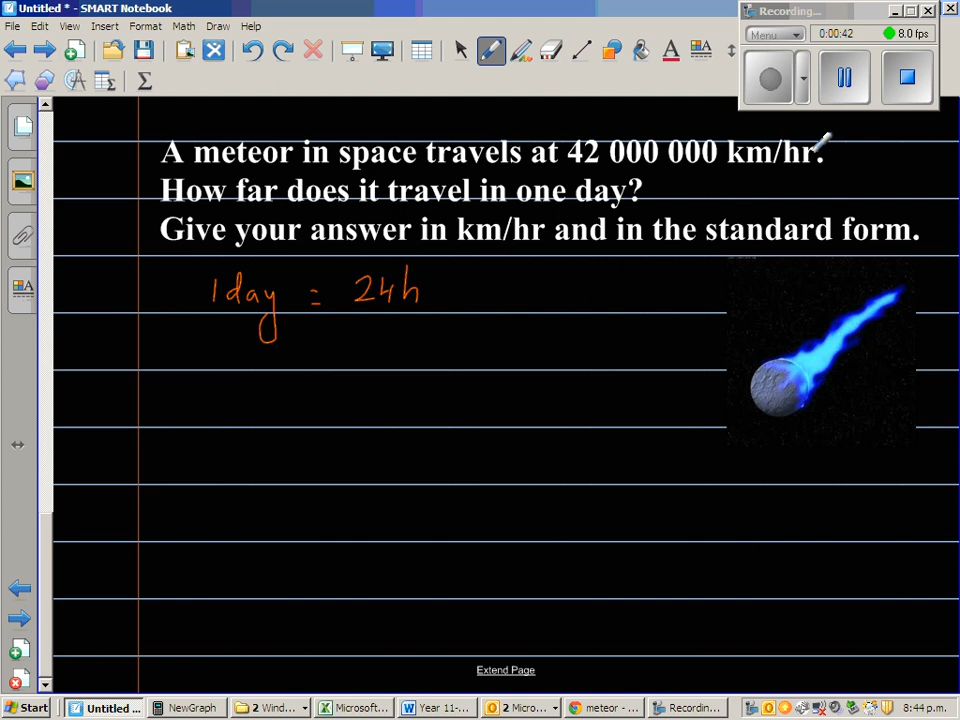 Untitled * - SMART Notebook
Recording...
File Edit View Insert Format Math Draw Help
Menu 0:00:42 8.0 fps
A meteor in space travels at 42 000 000 km/hr.
How far does it travel in one day?
Give your answer in km/hr and in the standard form.
1 day = 24h
Extend Page
Start Untitled ... NewGraph 2 Wind... Microsoft... Year 11-... 2 Micro... meteor - ... Recordin... 8:44 p.m.